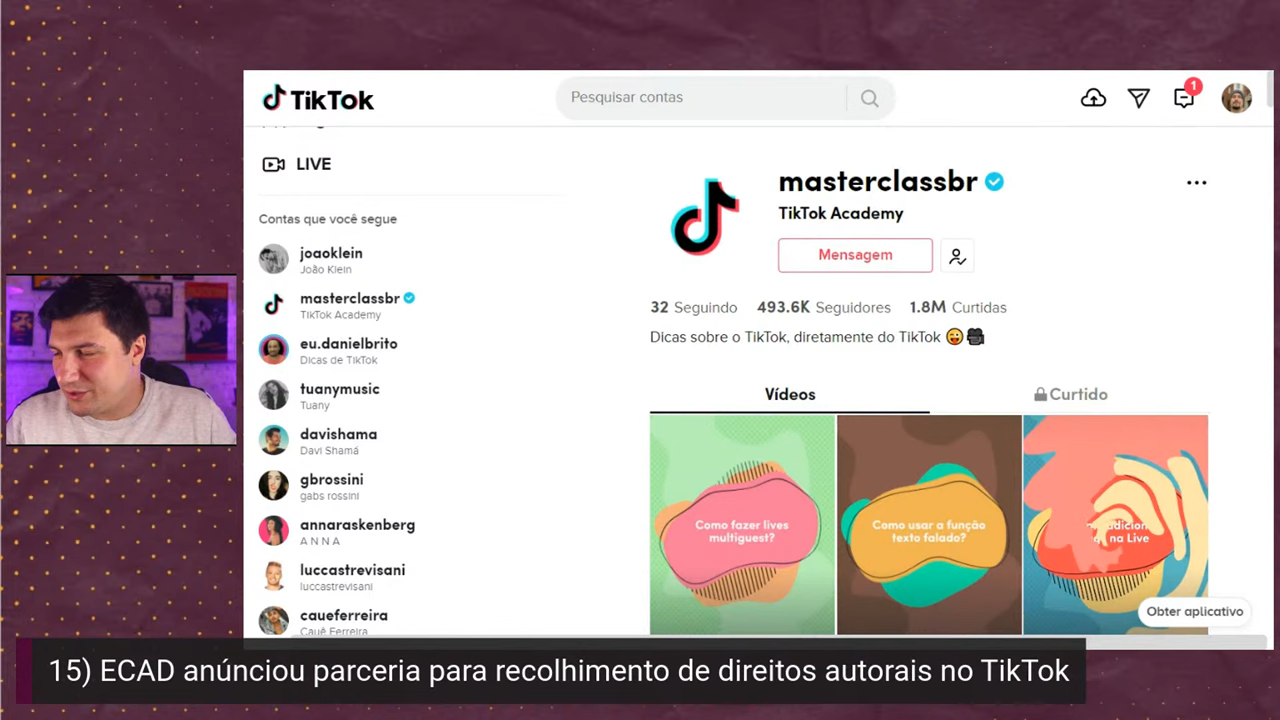 TikTok
Pesquisar contas
1
LIVE
Contas que você segue
joaoklein
João Klein
masterclassbr
TikTok Academy
eu.danielbrito
Dicas de TikTok
tuanymusic
Tuany
davishama
Davi Shamá
gbrossini
gabs rossini
annaraskenberg
A N N A
luccastrevisani
luccastrevisani
caueferreira
Cauê Ferreira
masterclassbr
TikTok Academy
Mensagem
32 Seguindo 493.6K Seguidores 1.8M Curtidas
Dicas sobre o TikTok, diretamente do TikTok 😜🎥
Vídeos
Curtido
Como fazer lives
multiguest?
Como usar a função
texto falado?
na Live
Obter aplicativo
15) ECAD anúnciou parceria para recolhimento de direitos autorais no TikTok